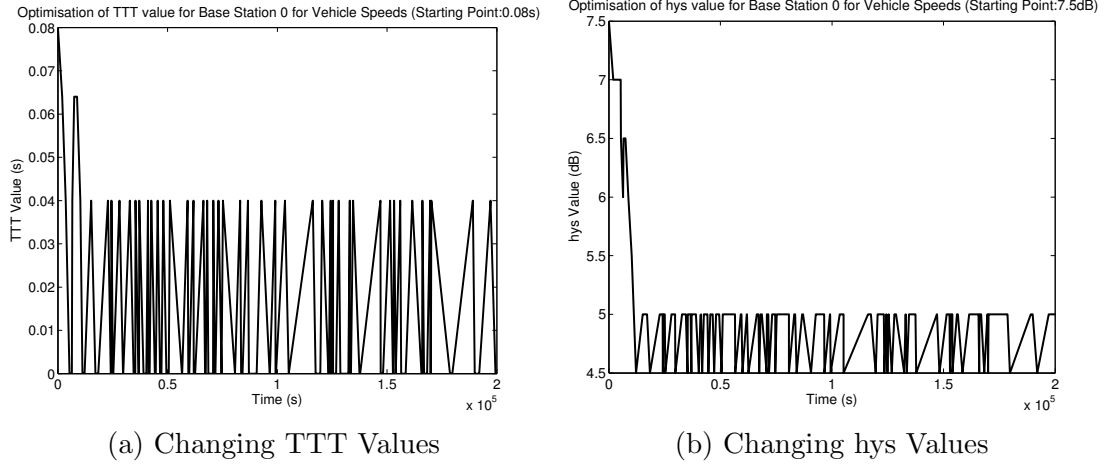 Optimisation of TTT value for Base Station 0 for Vehicle Speeds (Starting Point:0.08s)
0.08
0.07
0.06
0.05
0.04
0.03
0.02
0.01
0
TTT Value (s)
0 0.5 1 1.5 2
Time (s)
x 10^5
(a) Changing TTT Values
Optimisation of hys value for Base Station 0 for Vehicle Speeds (Starting Point:7.5dB)
7.5
7
6.5
6
5.5
5
4.5
hys Value (dB)
0 0.5 1 1.5 2
Time (s)
x 10^5
(b) Changing hys Values